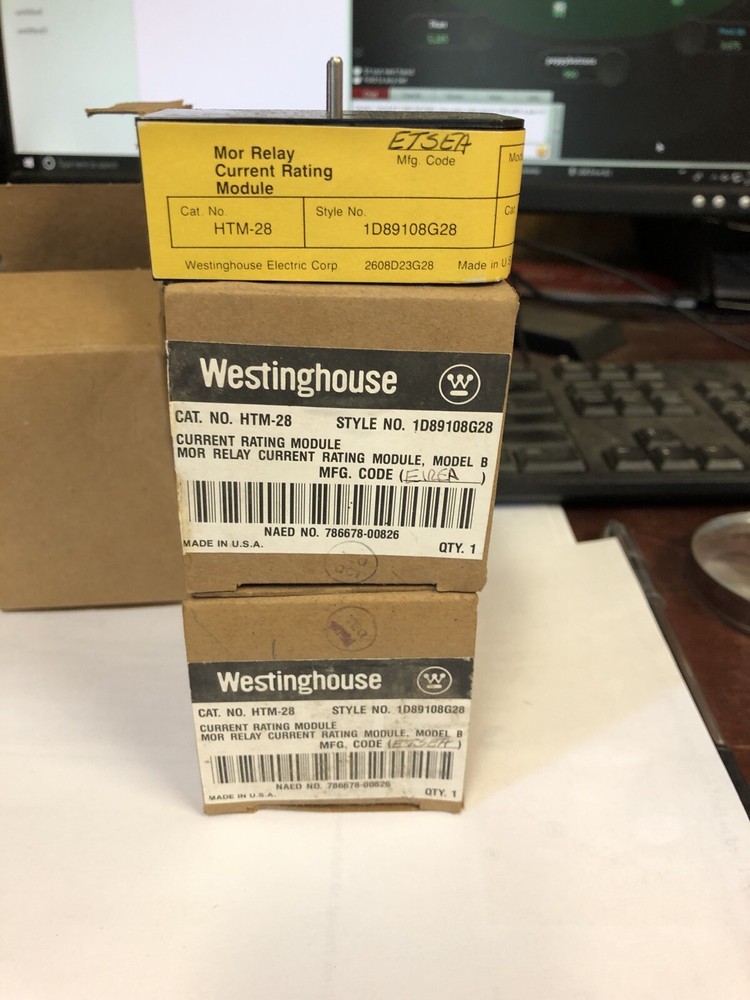 Mor Relay
Current Rating
Module
ETSEA
Mfg. Code
Cat. No.
HTM-28
Style No.
1D89108G28
Westinghouse Electric Corp
2608D23G28
Made in U.S
Westinghouse
CAT. NO. HTM-28 STYLE NO. 1D89108G28
CURRENT RATING MODULE
MOR RELAY CURRENT RATING MODULE, MODEL B
MFG. CODE ( )
NAED NO. 786678-00826
MADE IN U.S.A.
QTY. 1
Westinghouse
CAT. NO. HTM-28 STYLE NO. 1D89108G28
CURRENT RATING MODULE
MOR RELAY CURRENT RATING MODULE, MODEL B
MFG. CODE (ETSEA)
NAED NO. 786678-00826
MADE IN U.S.A.
QTY. 1